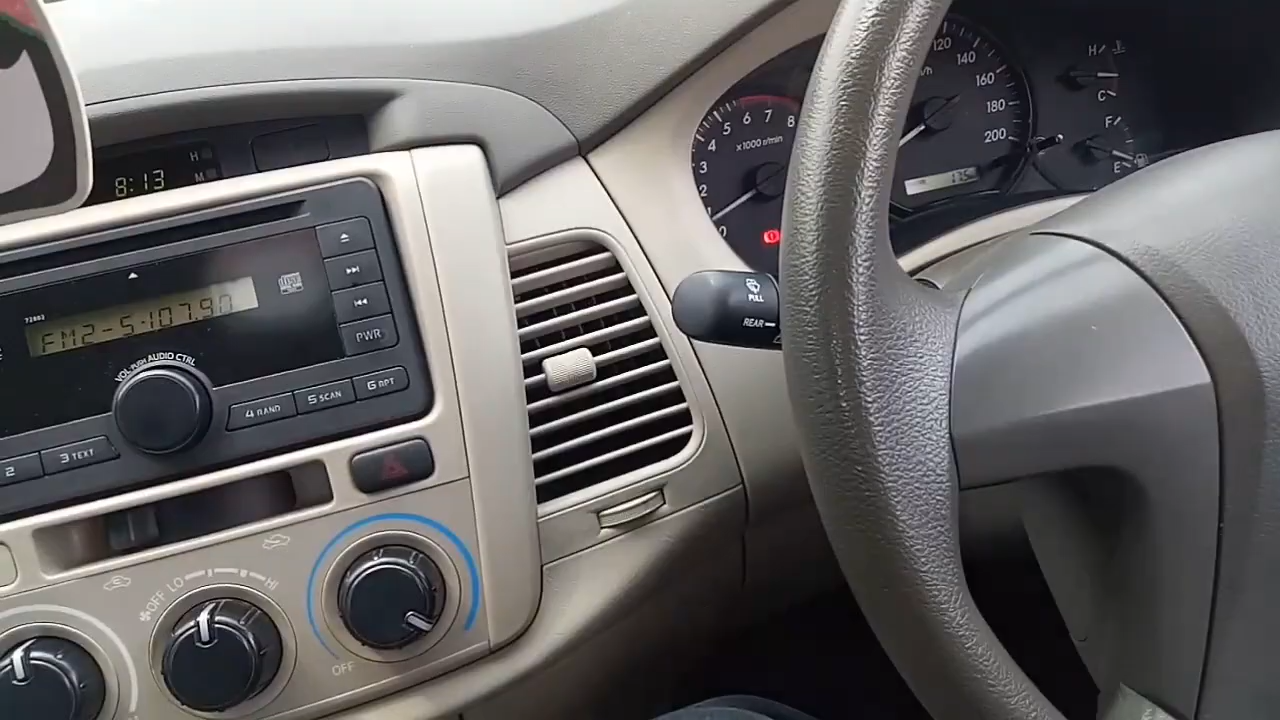 8:13
H
M
72802
FM2-5-107.90
VOL PUSH AUDIO CTRL
PWR
2
3 TEXT
4 RAND
5 SCAN
6 RPT
OFF LO
HI
OFF
PULL
REAR
0
2
3
4
5
6
7
8
x1000 r/min
120
140
160
180
200
H
C
F
E